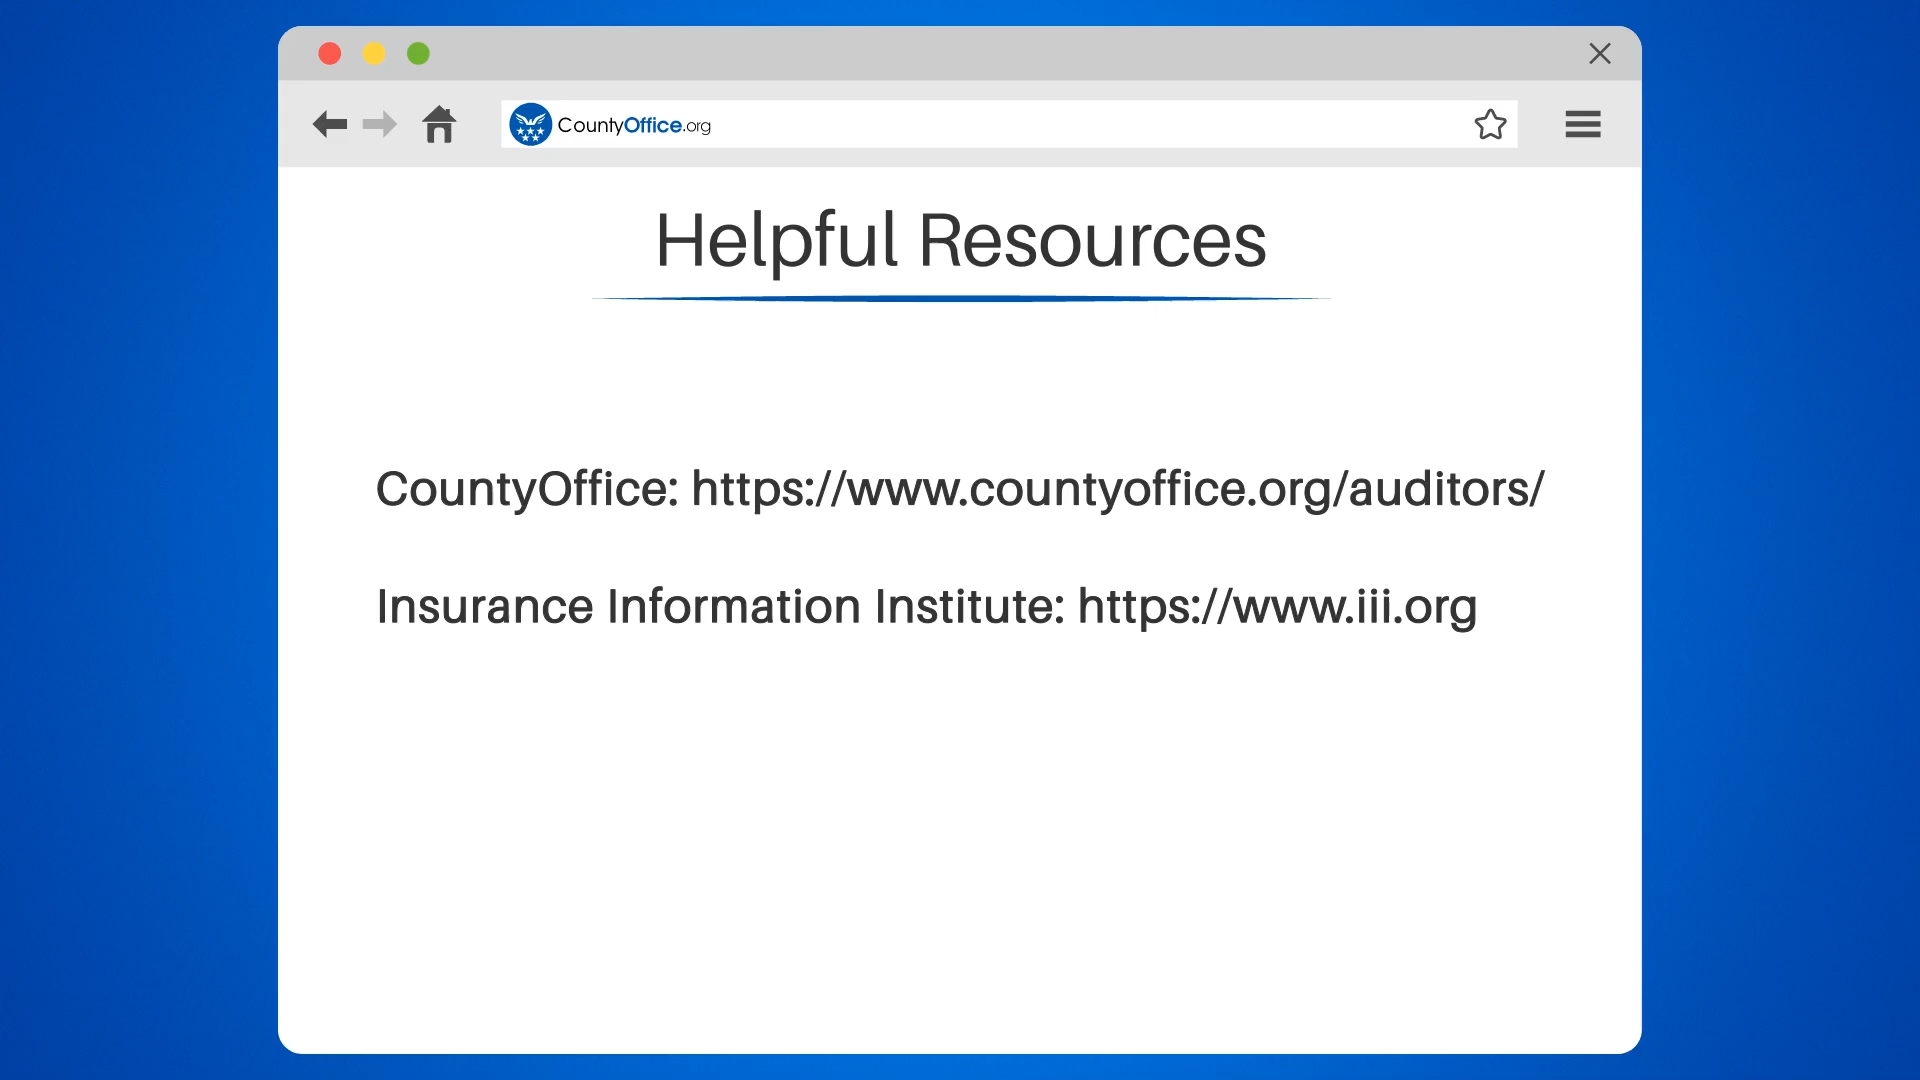 CountyOffice.org
Helpful Resources
CountyOffice: https://www.countyoffice.org/auditors/
Insurance Information Institute: https://www.iii.org